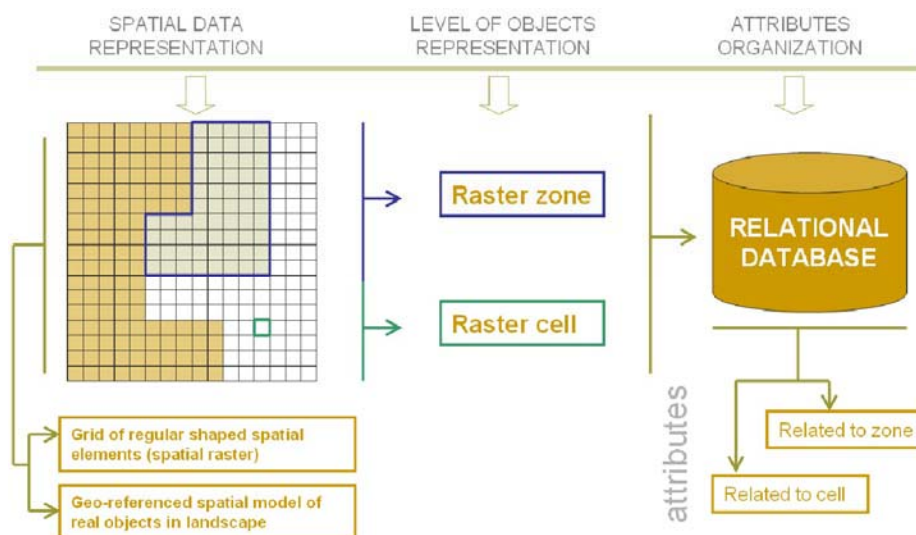 SPATIAL DATA
REPRESENTATION
LEVEL OF OBJECTS
REPRESENTATION
ATTRIBUTES
ORGANIZATION
Raster zone
Raster cell
RELATIONAL
DATABASE
Grid of regular shaped spatial
elements (spatial raster)
Geo-referenced spatial model of
real objects in landscape
attributes
Related to zone
Related to cell